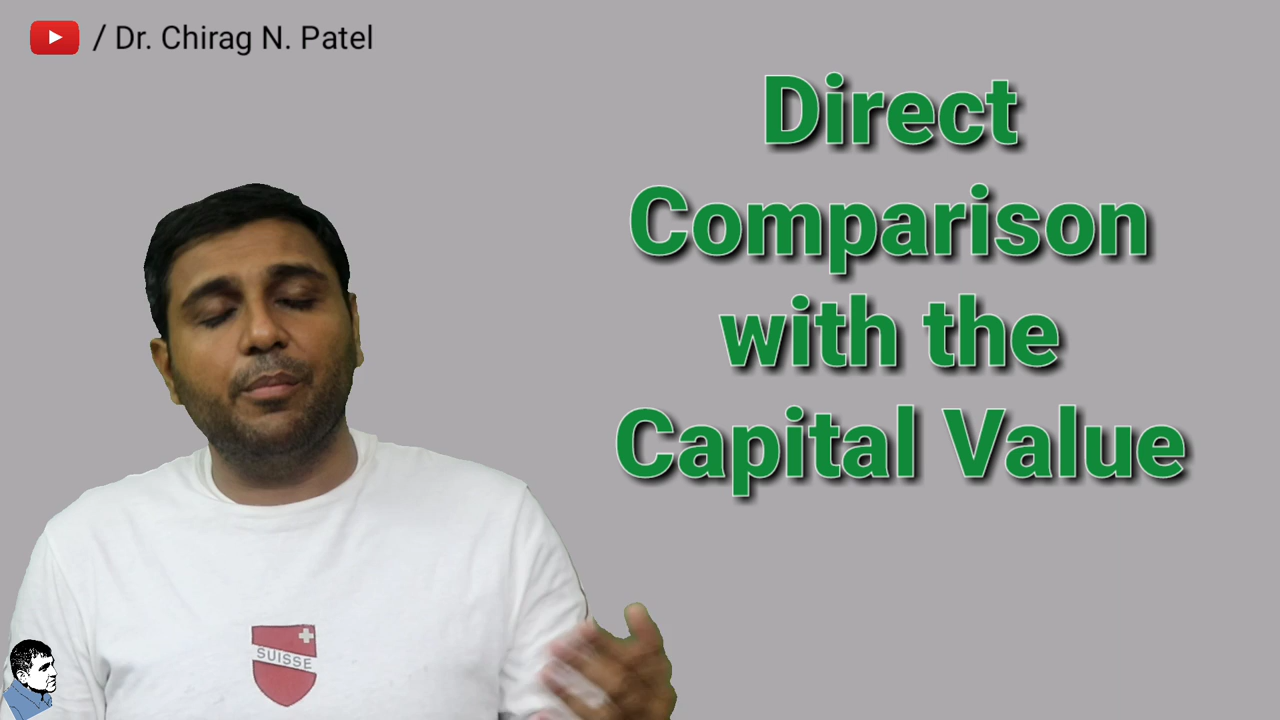 / Dr. Chirag N. Patel
Direct
Comparison
with the
Capital Value
SUISSE